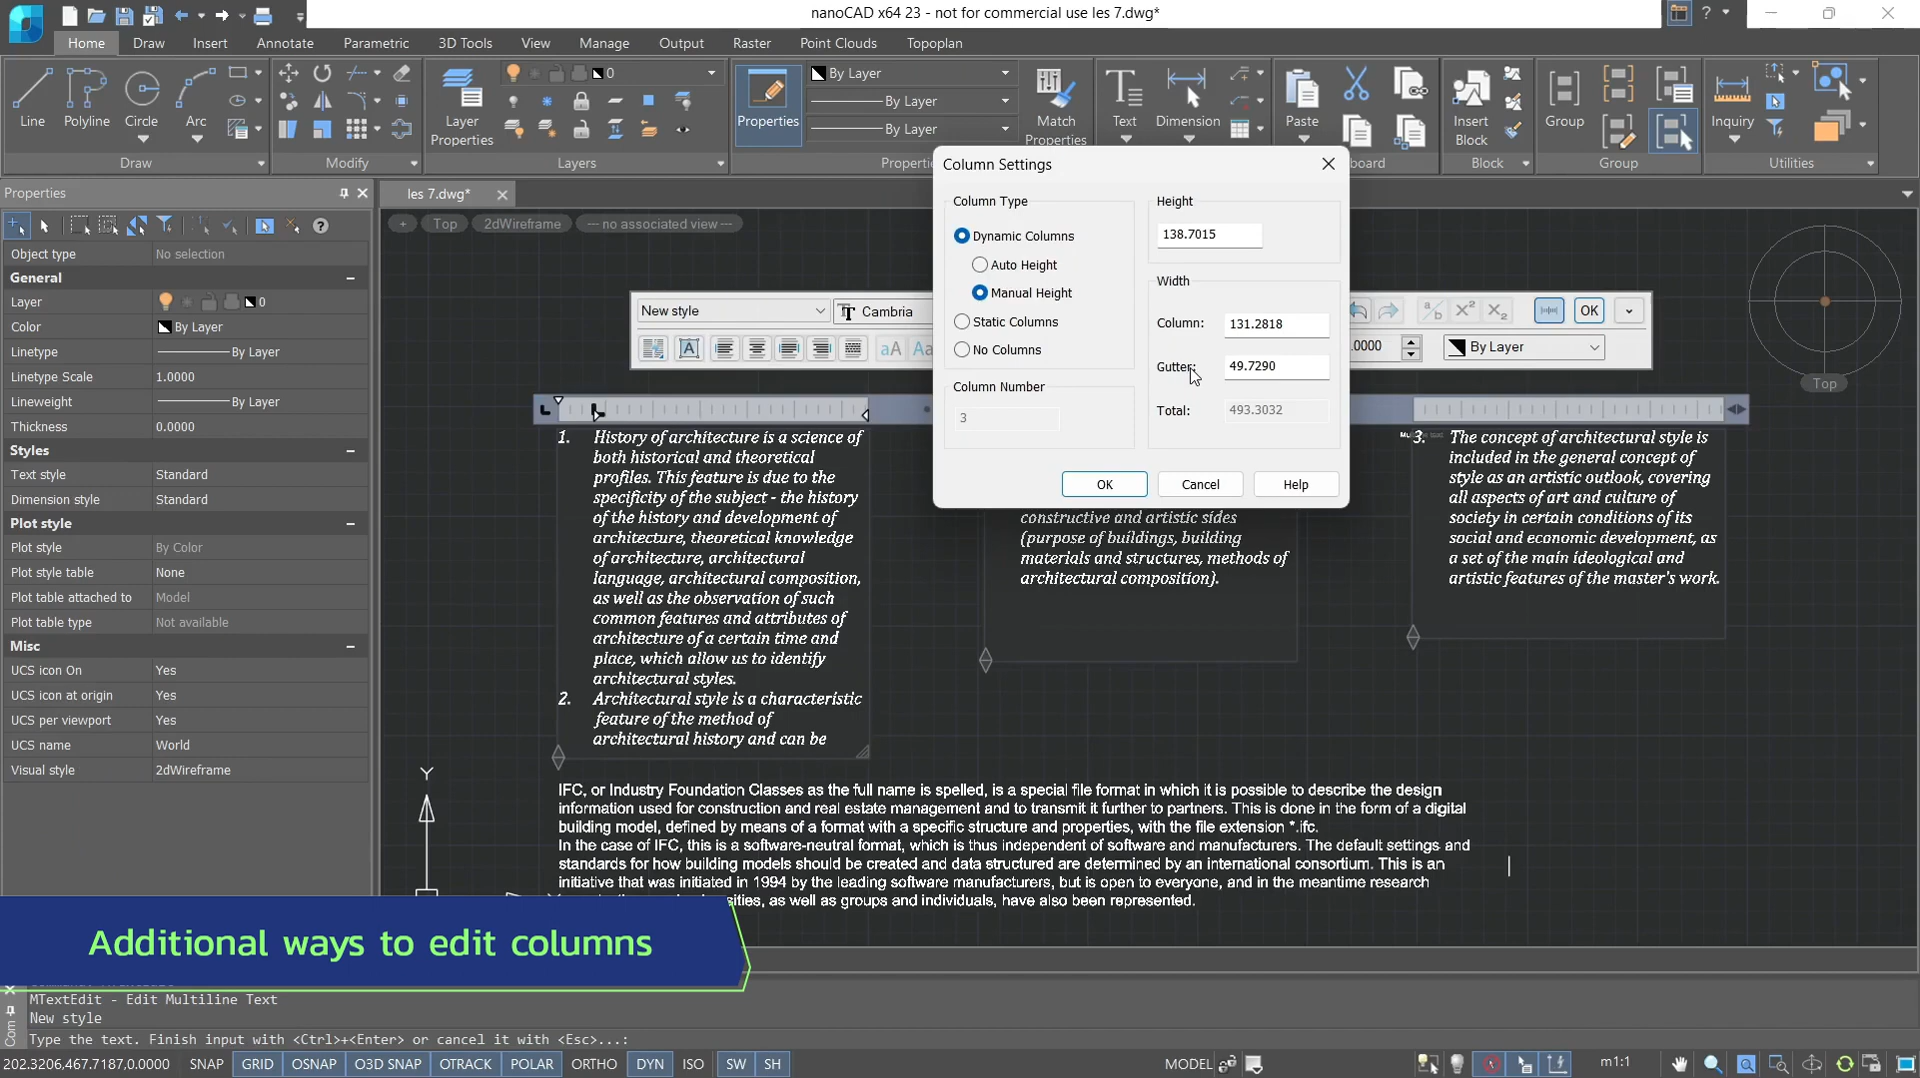 nanoCAD x64 23 - not for commercial use les 7.dwg*
Home Draw Insert Annotate Parametric 3D Tools View Manage Output Raster Point Clouds Topoplan
0 By Layer
By Layer
By Layer
Line Polyline Circle Arc Layer Properties Properties Match Properties Text Dimension Paste Insert Block Group Inquiry
Draw Modify Layers Block Group Utilities
Properties
les 7.dwg*
Top 2dWireframe --- no associated view ---
Object type No selection
General
Layer 0
Color By Layer
Linetype By Layer
Linetype Scale 1.0000
Lineweight By Layer
Thickness 0.0000
Styles
Text style Standard
Dimension style Standard
Plot style
Plot style By Color
Plot style table None
Plot table attached to Model
Plot table type Not available
Misc
UCS icon On Yes
UCS icon at origin Yes
UCS per viewport Yes
UCS name World
Visual style 2dWireframe
New style Cambria
OK
By Layer
Top
Column Settings
Column Type
Dynamic Columns
Auto Height
Manual Height
Static Columns
No Columns
Column Number
3
Height
138.7015
Width
Column: 131.2818
Gutter: 49.7290
Total: 493.3032
OK Cancel Help
1. History of architecture is a science of
both historical and theoretical
profiles. This feature is due to the
specificity of the subject - the history
of the history and development of
architecture, theoretical knowledge
of architecture, architectural
language, architectural composition,
as well as the observation of such
common features and attributes of
architecture of a certain time and
place, which allow us to identify
architectural styles.
2. Architectural style is a characteristic
feature of the method of
architectural history and can be
constructive and artistic sides
(purpose of buildings, building
materials and structures, methods of
architectural composition).
3. The concept of architectural style is
included in the general concept of
style as an artistic outlook, covering
all aspects of art and culture of
society in certain conditions of its
social and economic development, as
a set of the main ideological and
artistic features of the master's work.
IFC, or Industry Foundation Classes as the full name is spelled, is a special file format in which it is possible to describe the design
information used for construction and real estate management and to transmit it further to partners. This is done in the form of a digital
building model, defined by means of a format with a specific structure and properties, with the file extension *.ifc.
In the case of IFC, this is a software-neutral format, which is thus independent of software and manufacturers. The default settings and
standards for how building models should be created and data structured are determined by an international consortium. This is an
initiative that was initiated in 1994 by the leading software manufacturers, but is open to everyone, and in the meantime research
as well as groups and individuals, have also been represented.
Y
Additional ways to edit columns
MTextEdit - Edit Multiline Text
New style
Type the text. Finish input with <Ctrl>+<Enter> or cancel it with <Esc>...:
202.3206,467.7187,0.0000 SNAP GRID OSNAP O3D SNAP OTRACK POLAR ORTHO DYN ISO SW SH MODEL m1:1